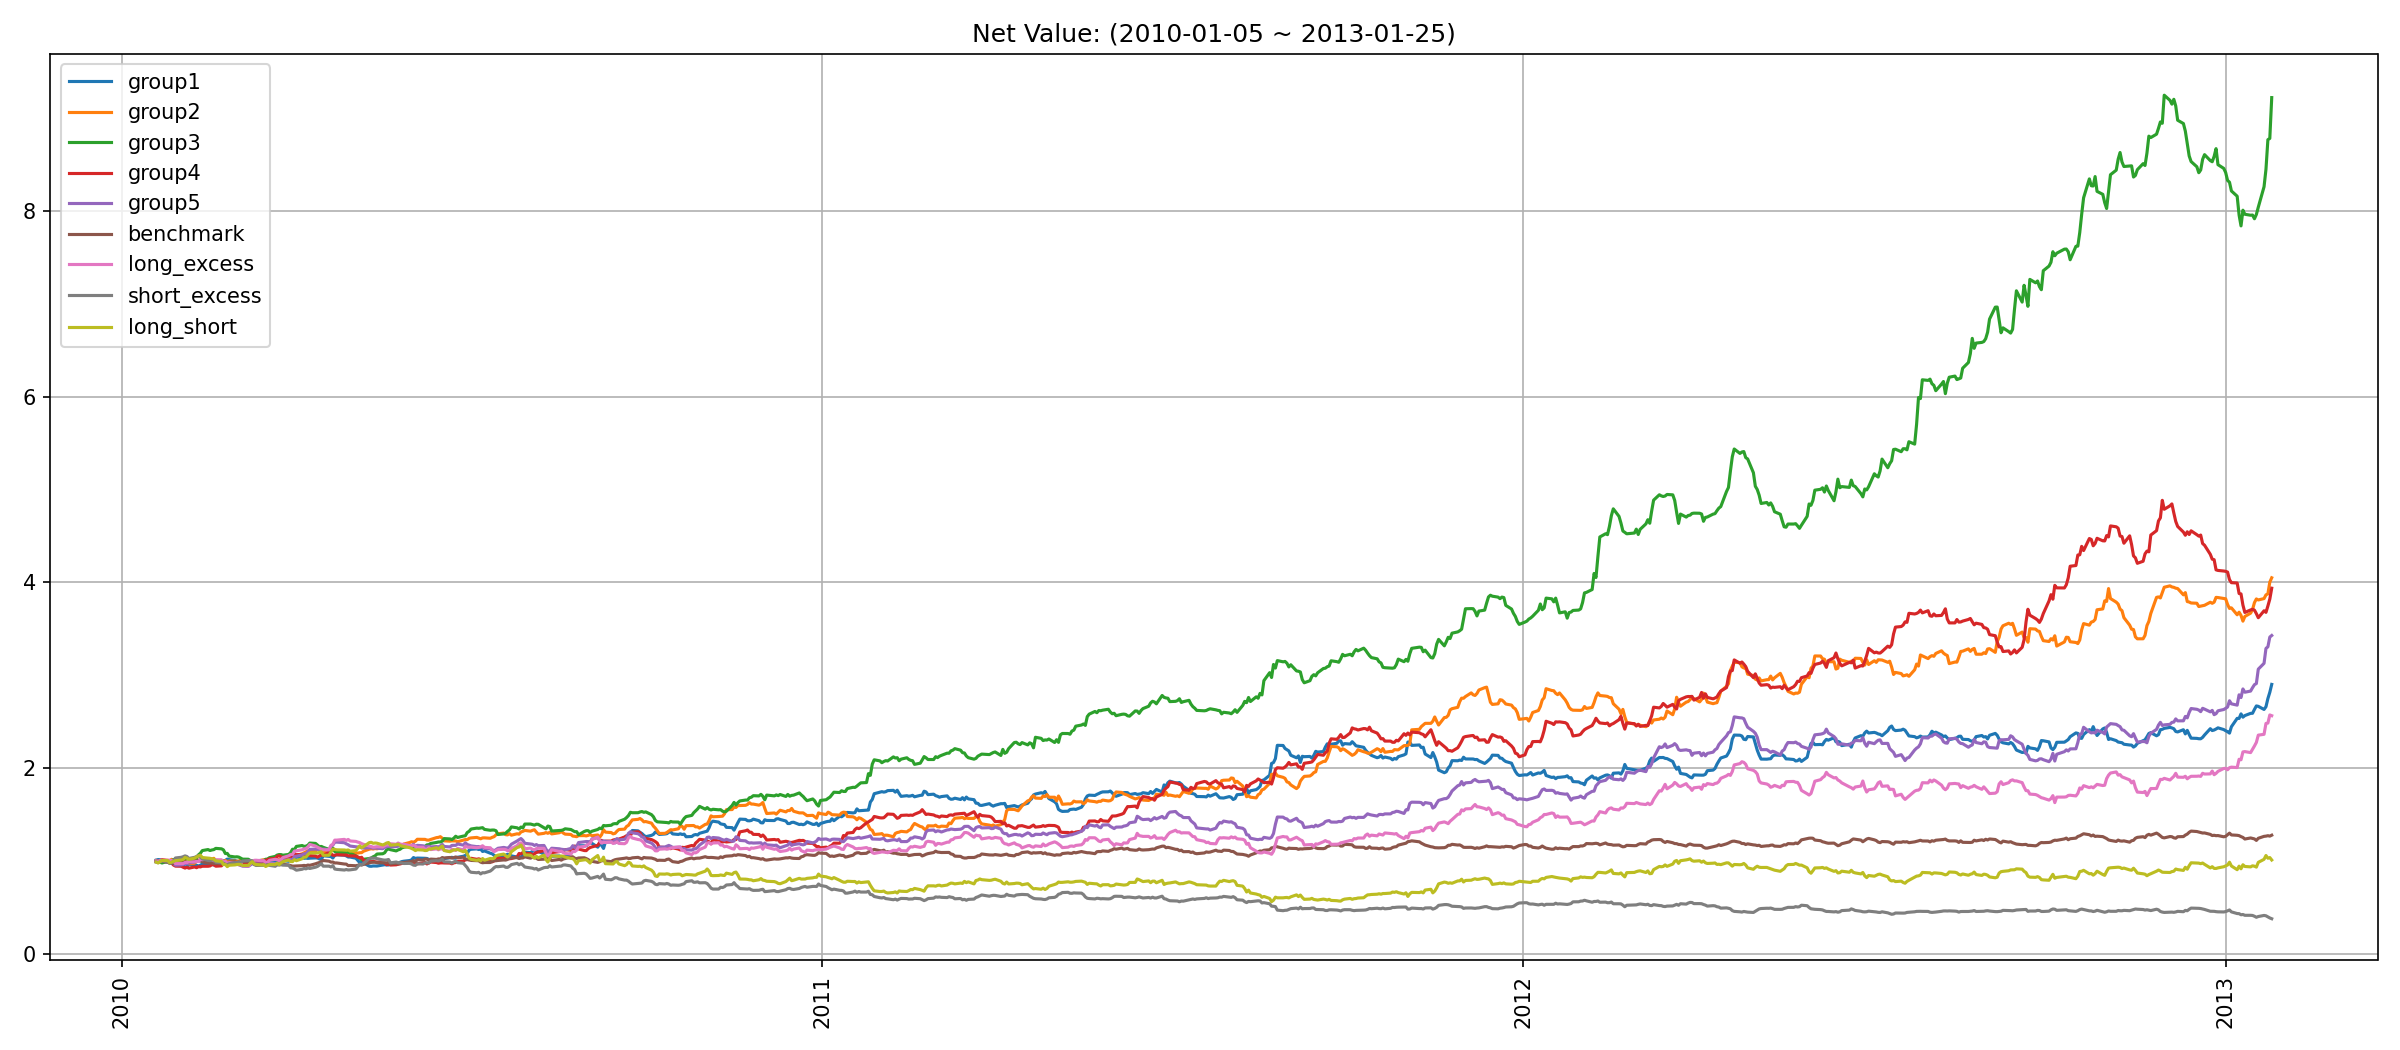 Net Value: (2010-01-05 ~ 2013-01-25)
group1
group2
group3
group4
group5
benchmark
long_excess
short_excess
long_short
8
6
4
2
0
2010
2011
2012
2013